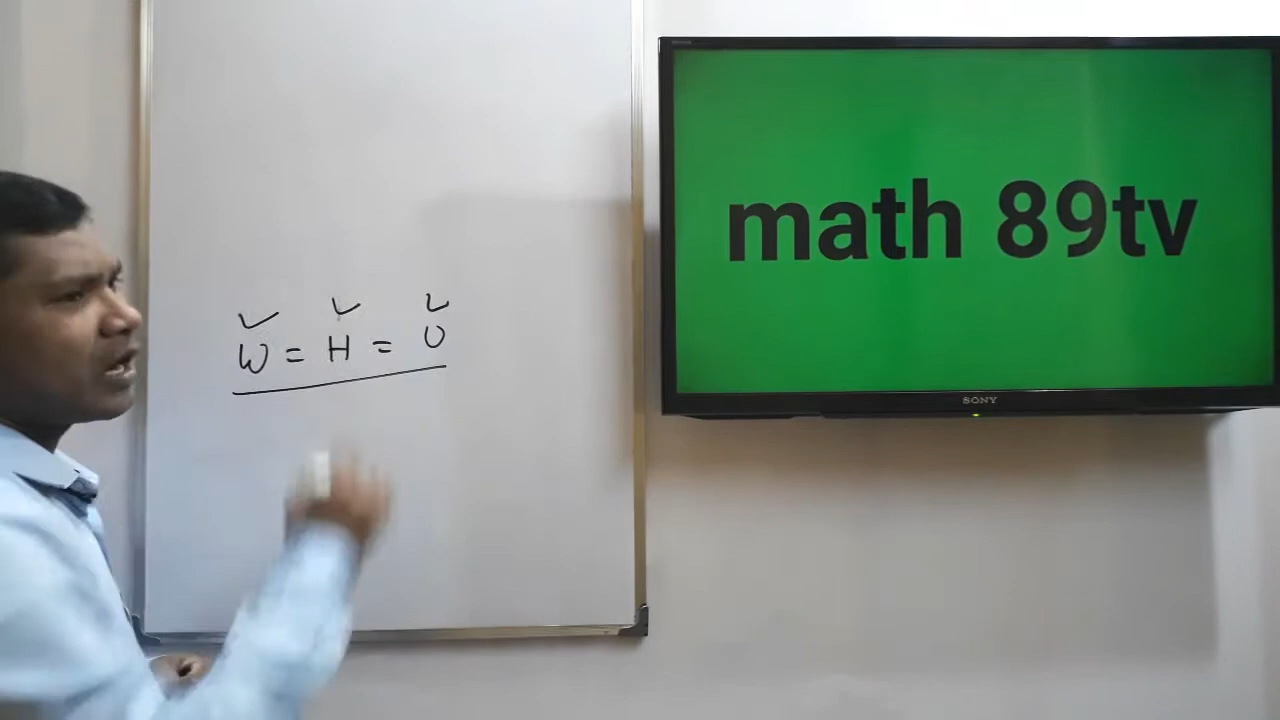 W = H = O
math 89tv
SONY